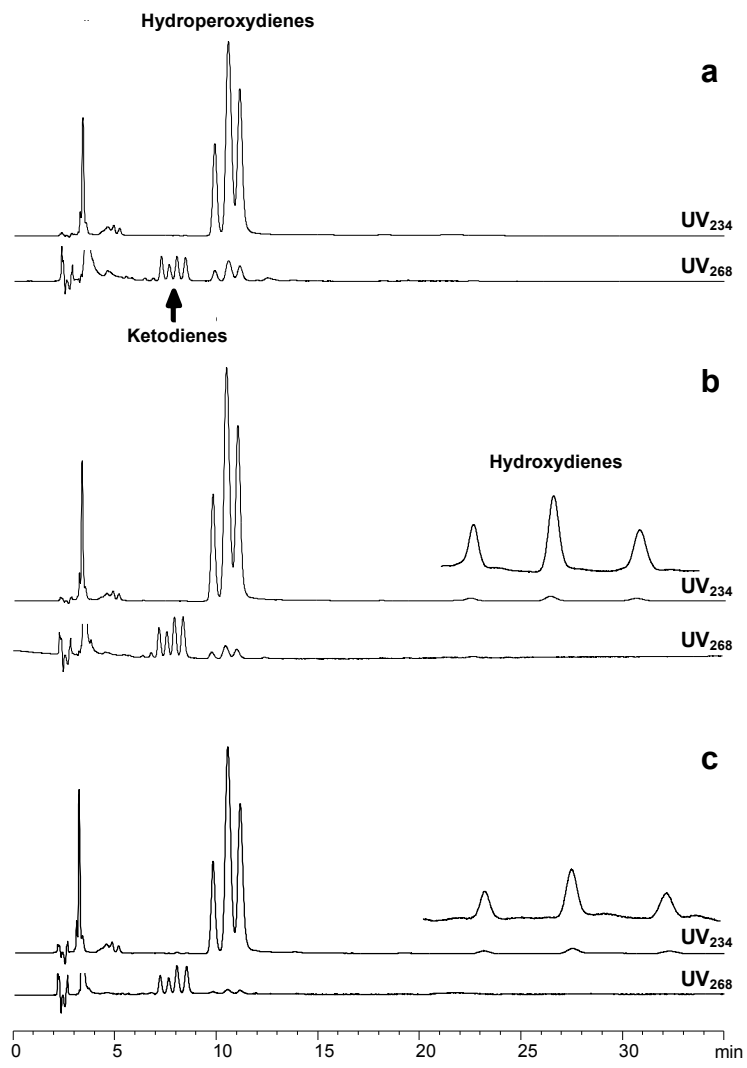 Hydroperoxydienes
a
UV234
UV268
Ketodienes
b
Hydroxydienes
UV234
UV268
c
UV234
UV268
0 5 10 15 20 25 30 min